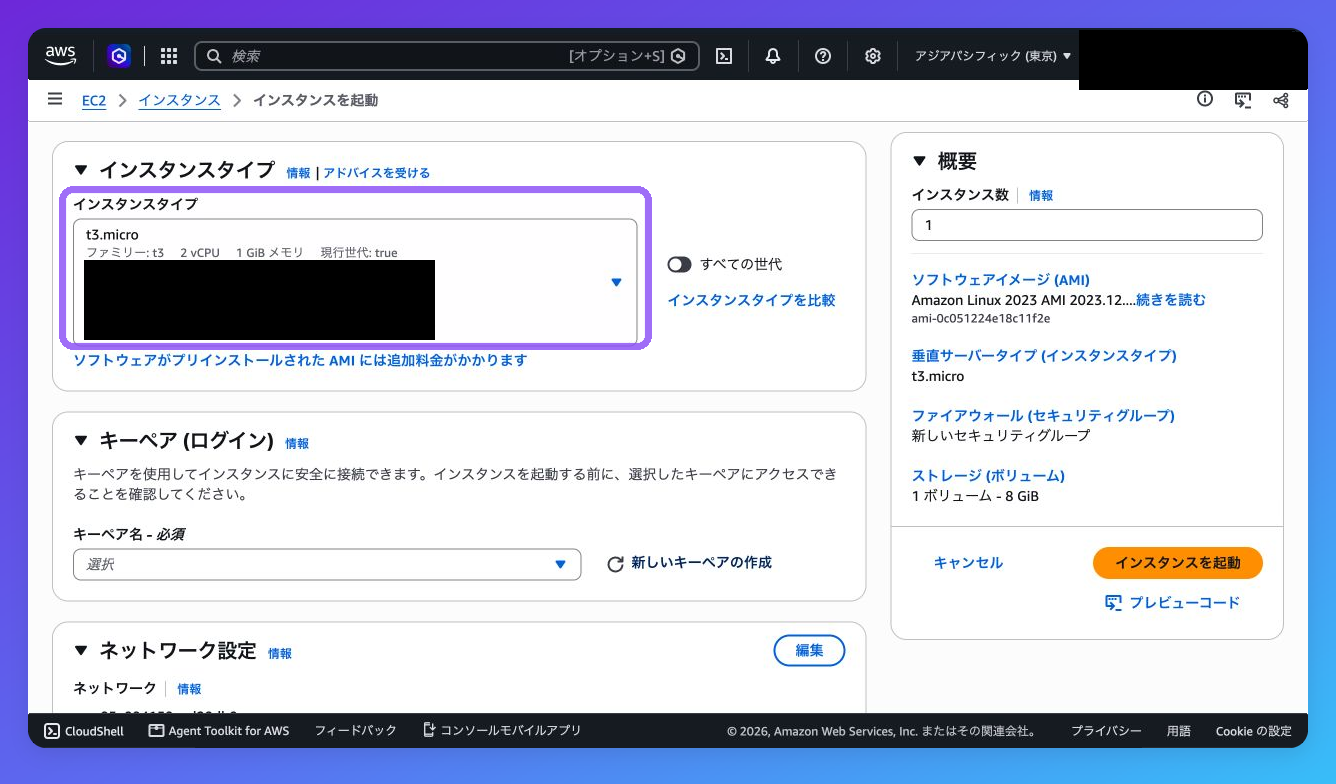 aws
検索
[オプション+S]
アジアパシフィック (東京)
EC2
インスタンス
インスタンスを起動
インスタンスタイプ 情報 | アドバイスを受ける
インスタンスタイプ
t3.micro
ファミリー: t3 2 vCPU 1 GiB メモリ 現行世代: true
すべての世代
インスタンスタイプを比較
ソフトウェアがプリインストールされた AMI には追加料金がかかります
キーペア (ログイン) 情報
キーペアを使用してインスタンスに安全に接続できます。インスタンスを起動する前に、選択したキーペアにアクセスでき
ることを確認してください。
キーペア名 - 必須
選択
新しいキーペアの作成
ネットワーク設定 情報
編集
ネットワーク 情報
概要
インスタンス数 情報
1
ソフトウェアイメージ (AMI)
Amazon Linux 2023 AMI 2023.12....続きを読む
ami-0c051224e18c11f2e
垂直サーバータイプ (インスタンスタイプ)
t3.micro
ファイアウォール (セキュリティグループ)
新しいセキュリティグループ
ストレージ (ボリューム)
1 ボリューム - 8 GiB
キャンセル
インスタンスを起動
プレビューコード
CloudShell
Agent Toolkit for AWS
フィードバック
コンソールモバイルアプリ
© 2026, Amazon Web Services, Inc. またはその関連会社。
プライバシー
用語
Cookie の設定